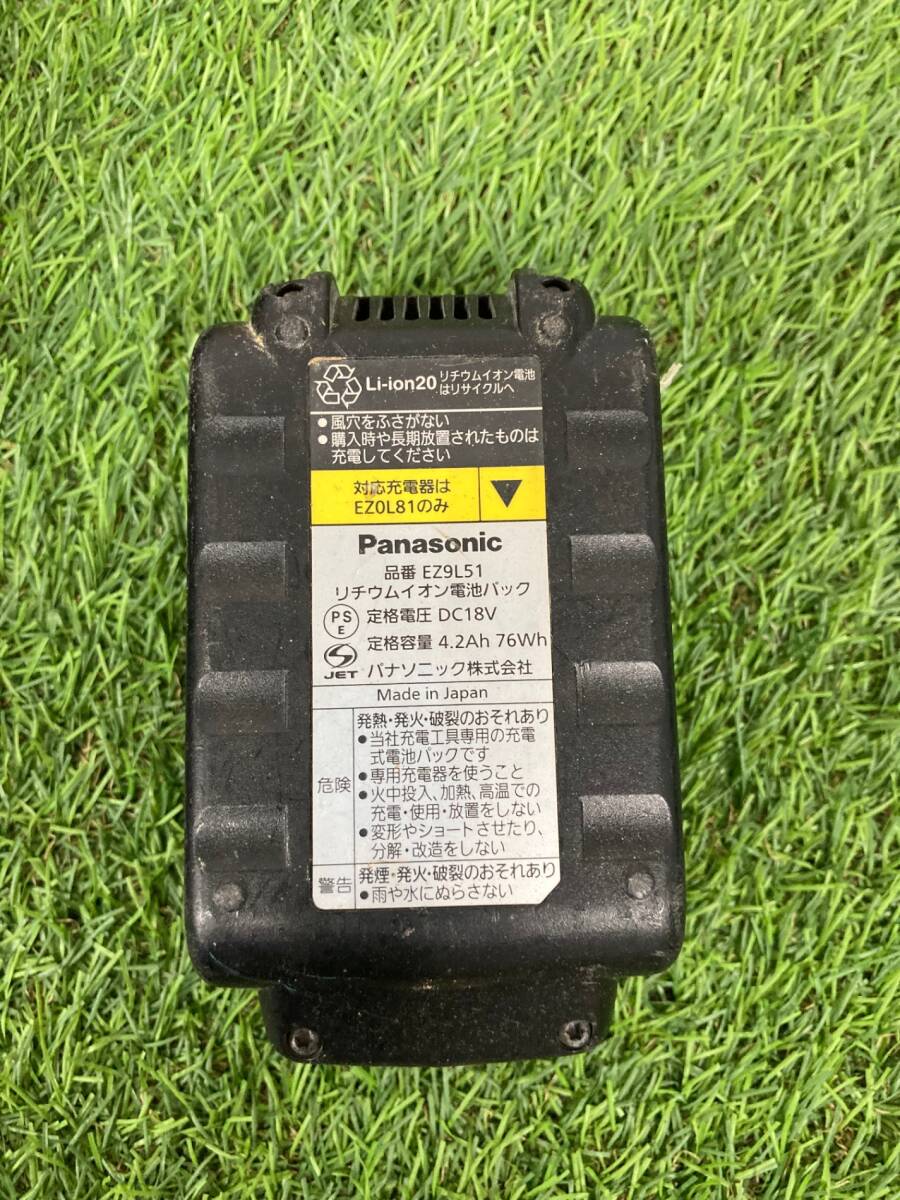 Li-ion20 リチウムイオン電池
はリサイクルへ
●風穴をふさがない
●購入時や長期放置されたものは
充電してください
対応充電器は
EZ0L81のみ
Panasonic
品番 EZ9L51
リチウムイオン電池パック
PS
E
定格電圧 DC18V
定格容量 4.2Ah 76Wh
JET パナソニック株式会社
Made in Japan
危険
発熱・発火・破裂のおそれあり
●当社充電工具専用の充電
式電池パックです
●専用充電器を使うこと
●火中投入、加熱、高温での
充電・使用・放置をしない
●変形やショートさせたり、
分解・改造をしない
警告
発煙・発火・破裂のおそれあり
●雨や水にぬらさない